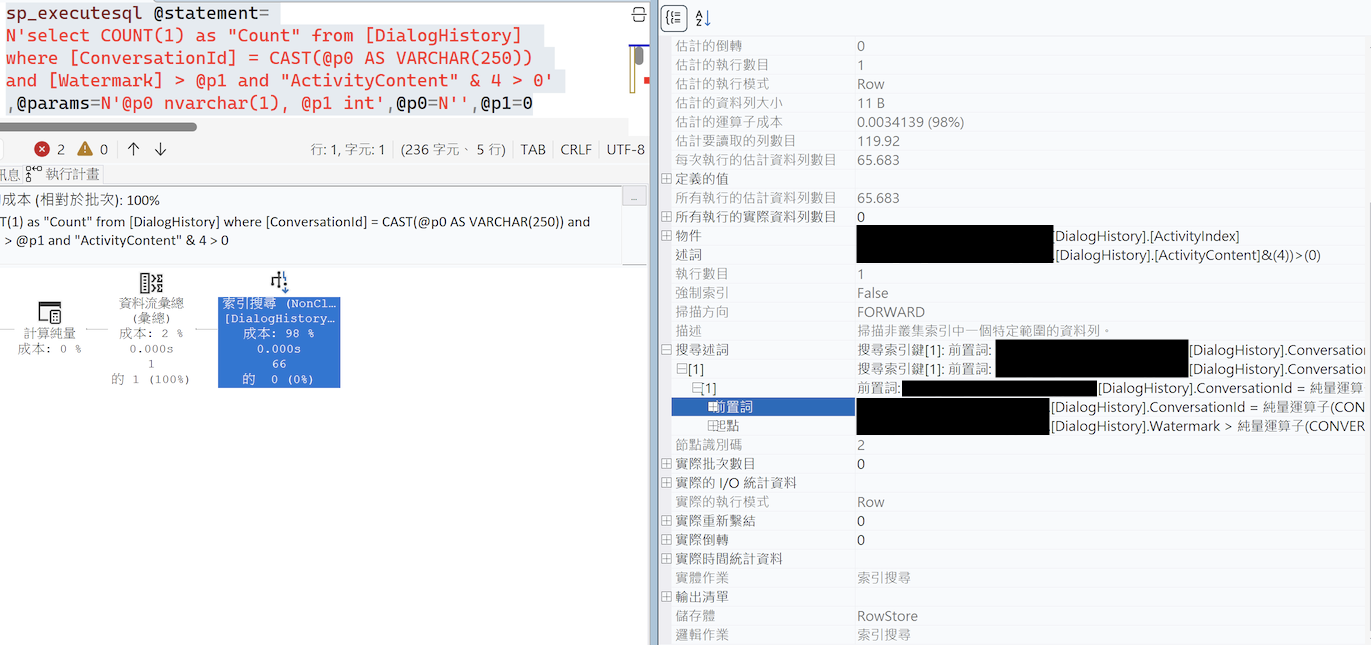 sp_executesql @statement=
N'select COUNT(1) as "Count" from [DialogHistory]
where [ConversationId] = CAST(@p0 AS VARCHAR(250))
and [Watermark] > @p1 and "ActivityContent" & 4 > 0'
,@params=N'@p0 nvarchar(1), @p1 int',@p0=N'',@p1=0
2 0 行: 1, 字元: 1 (236 字元、 5 行) TAB CRLF UTF-8
訊息 執行計畫
成本 (相對於批次): 100%
T(1) as "Count" from [DialogHistory] where [ConversationId] = CAST(@p0 AS VARCHAR(250)) and
> @p1 and "ActivityContent" & 4 > 0
...
計算純量
成本: 0 %
資料流彙總
(彙總)
成本: 2 %
0.000s
1
的 1 (100%)
索引搜尋 (NonCl...
[DialogHistory...
成本: 98 %
0.000s
66
的 0 (0%)
估計的倒轉 0
估計的執行數目 1
估計的執行模式 Row
估計的資料列大小 11 B
估計的運算子成本 0.0034139 (98%)
估計要讀取的列數目 119.92
每次執行的估計資料列數目 65.683
定義的值
所有執行的估計資料列數目 65.683
所有執行的實際資料列數目 0
物件 [DialogHistory].[ActivityIndex]
述詞 .[DialogHistory].[ActivityContent]&(4))>(0)
執行數目 1
強制索引 False
掃描方向 FORWARD
描述 掃描非叢集索引中一個特定範圍的資料列。
搜尋述詞 搜尋索引鍵[1]: 前置詞: [DialogHistory].Conversatio
[1] 搜尋索引鍵[1]: 前置詞: [DialogHistory].Conversatio
[1] 前置詞: [DialogHistory].ConversationId = 純量運算
前置詞 [DialogHistory].ConversationId = 純量運算子(CON
起點 [DialogHistory].Watermark > 純量運算子(CONVER
節點識別碼 2
實際批次數目 0
實際的 I/O 統計資料
實際的執行模式 Row
實際重新繫結 0
實際倒轉 0
實際時間統計資料
實體作業 索引搜尋
輸出清單
儲存體 RowStore
邏輯作業 索引搜尋